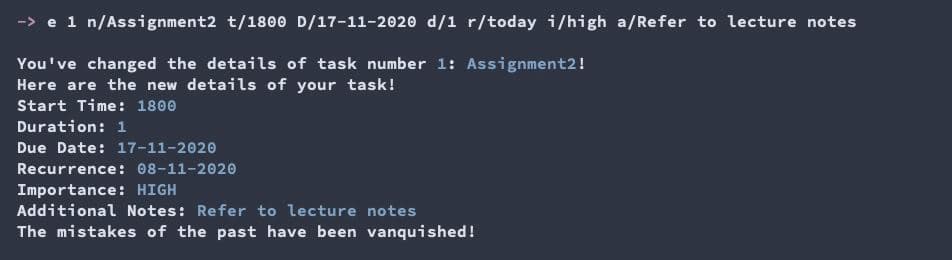 -> e 1 n/Assignment2 t/1800 D/17-11-2020 d/1 r/today i/high a/Refer to lecture notes
You've changed the details of task number 1: Assignment2!
Here are the new details of your task!
Start Time: 1800
Duration: 1
Due Date: 17-11-2020
Recurrence: 08-11-2020
Importance: HIGH
Additional Notes: Refer to lecture notes
The mistakes of the past have been vanquished!